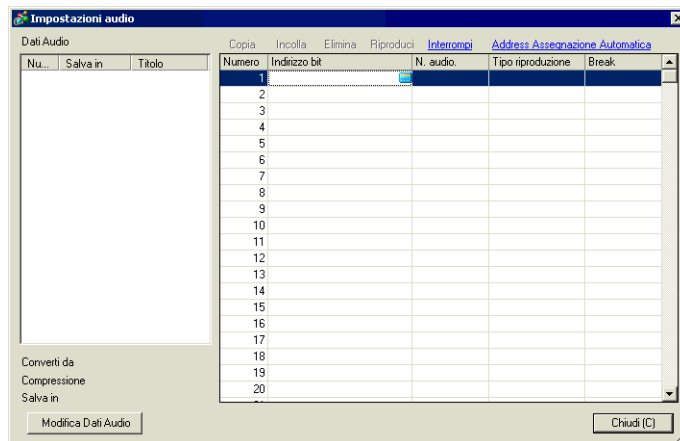 Impostazioni audio
Dati Audio
Nu... Salva in Titolo
Copia Incolla Elimina Riproduci Interrompi Address Assegnazione Automatica
Numero Indirizzo bit N. audio. Tipo riproduzione Break
1
2
3
4
5
6
7
8
9
10
11
12
13
14
15
16
17
18
19
20
Converti da
Compressione
Salva in
Modifica Dati Audio
Chiudi (C)